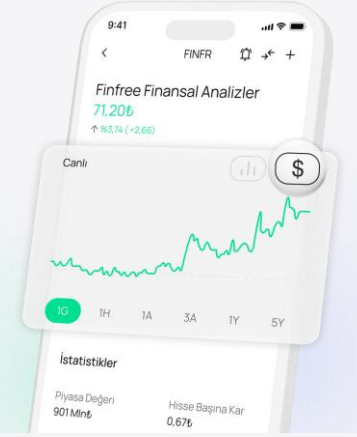 9:41
FINFR
Finfree Finansal Analizler
71,20₺
↑ %3,74 (+2,66)
Canlı
$
1G 1H 1A 3A 1Y 5Y
İstatistikler
Piyasa Değeri Hisse Başına Kar
901 Mln₺ 0,67₺